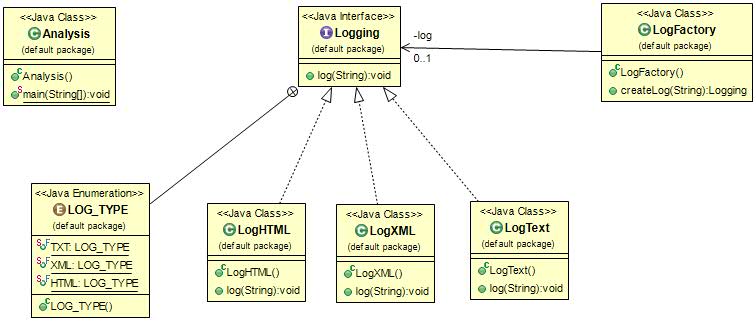 <<Java Class>>
Analysis
(default package)
Analysis()
main(String[]):void
<<Java Interface>>
Logging
(default package)
log(String):void
-log
0..1
<<Java Class>>
LogFactory
(default package)
LogFactory()
createLog(String):Logging
<<Java Enumeration>>
LOG_TYPE
(default package)
TXT: LOG_TYPE
XML: LOG_TYPE
HTML: LOG_TYPE
LOG_TYPE()
<<Java Class>>
LogHTML
(default package)
LogHTML()
log(String):void
<<Java Class>>
LogXML
(default package)
LogXML()
log(String):void
<<Java Class>>
LogText
(default package)
LogText()
log(String):void